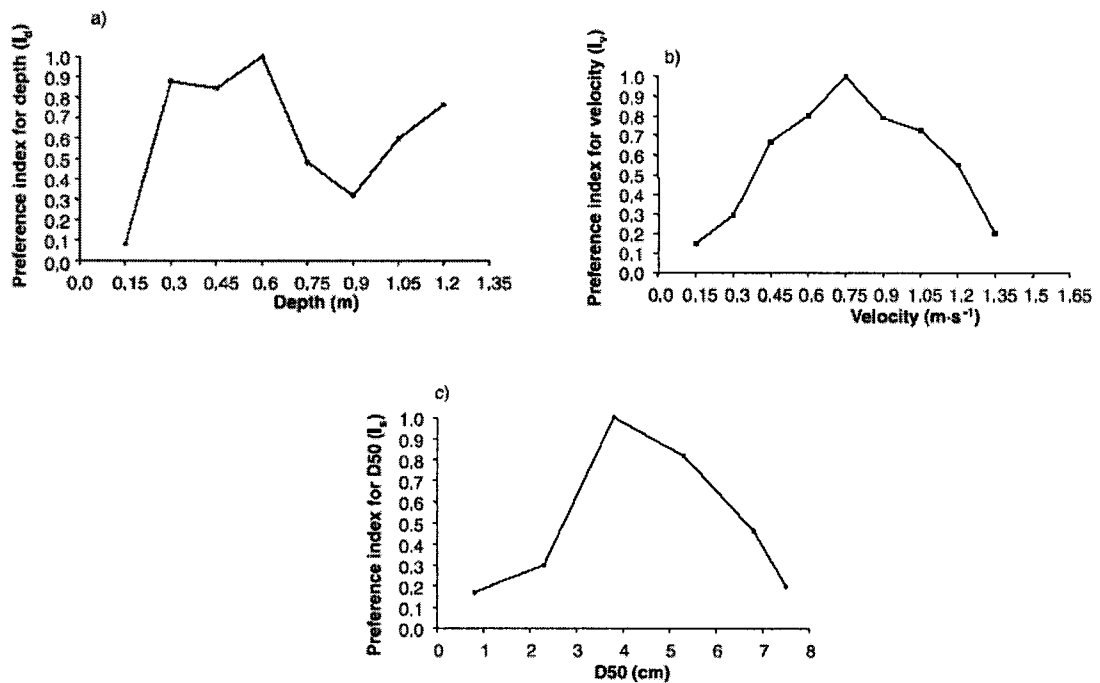 a)
Preference index for depth (Id)
1.0
0.9
0.8
0.7
0.6
0.5
0.4
0.3
0.2
0.1
0.0
0.0 0.15 0.3 0.45 0.6 0.75 0.9 1.05 1.2 1.35
Depth (m)
b)
Preference index for velocity (Iv)
1.0
0.9
0.8
0.7
0.6
0.5
0.4
0.3
0.2
0.1
0.0
0.0 0.15 0.3 0.45 0.6 0.75 0.9 1.05 1.2 1.35 1.5 1.65
Velocity (m·s⁻¹)
c)
Preference index for D50 (Is)
1.0
0.9
0.8
0.7
0.6
0.5
0.4
0.3
0.2
0.1
0.0
0 1 2 3 4 5 6 7 8
D50 (cm)